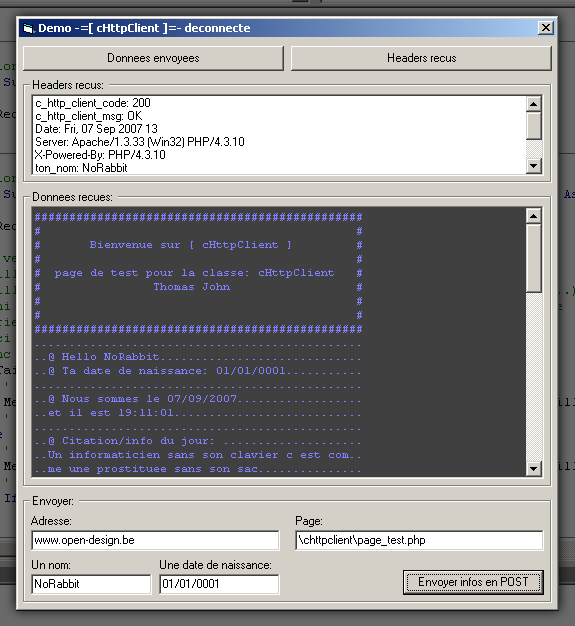 Demo -=[ cHttpClient ]=- deconnecte
Donnees envoyees
Headers recus
Headers recus:
c_http_client_code: 200
c_http_client_msg: OK
Date: Fri, 07 Sep 2007 13
Server: Apache/1.3.33 (Win32) PHP/4.3.10
X-Powered-By: PHP/4.3.10
ton_nom: NoRabbit
Donnees recues:
###############################################
# #
# Bienvenue sur [ cHttpClient ] #
# #
# page de test pour la classe: cHttpClient #
# Thomas John #
# #
# #
###############################################
...............................................
..@ Hello NoRabbit.............................
..@ Ta date de naissance: 01/01/0001...........
...............................................
..@ Nous sommes le 07/09/2007..................
..et il est 19:11:01...........................
...............................................
..@ Citation/info du jour: ....................
..Un informaticien sans son clavier c est com..
..me une prostituee sans son sac...............
Envoyer:
Adresse:
Page:
www.open-design.be
\chttpclient\page_test.php
Un nom:
Une date de naissance:
NoRabbit
01/01/0001
Envoyer infos en POST